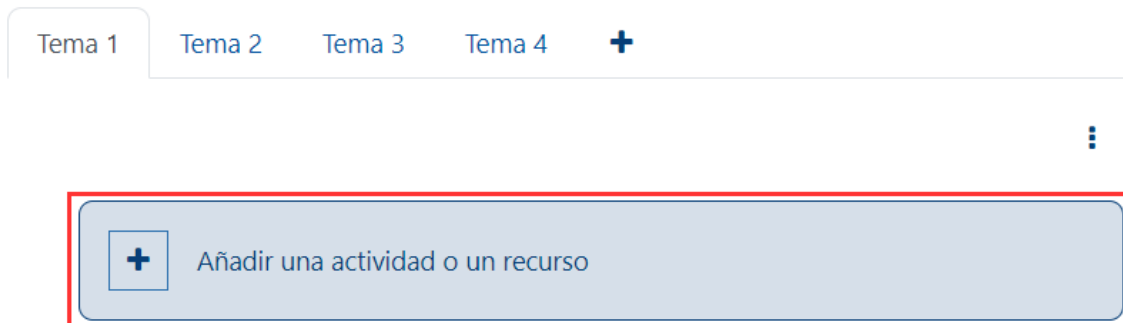 Tema 1 Tema 2 Tema 3 Tema 4 +
+ Añadir una actividad o un recurso